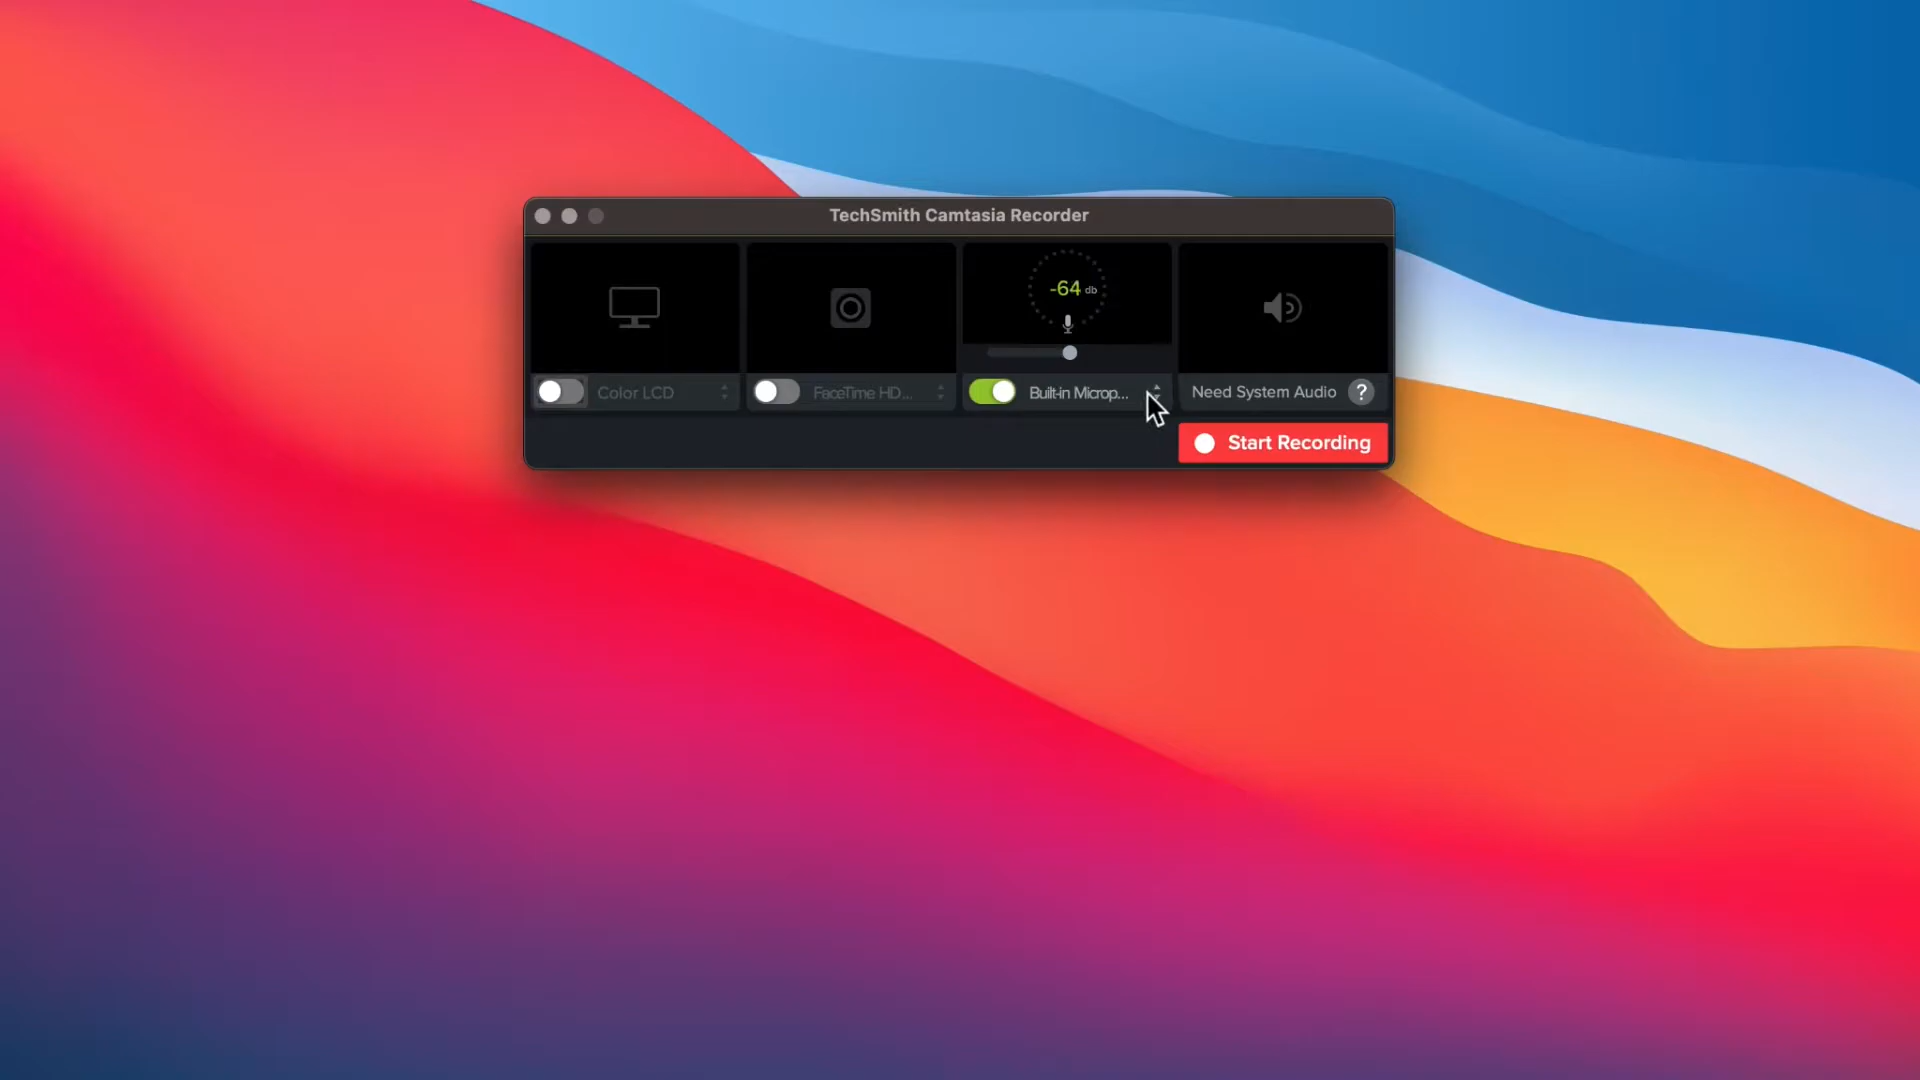 TechSmith Camtasia Recorder
-64 db
Color LCD
FaceTime HD...
Built-in Microp...
Need System Audio ?
Start Recording